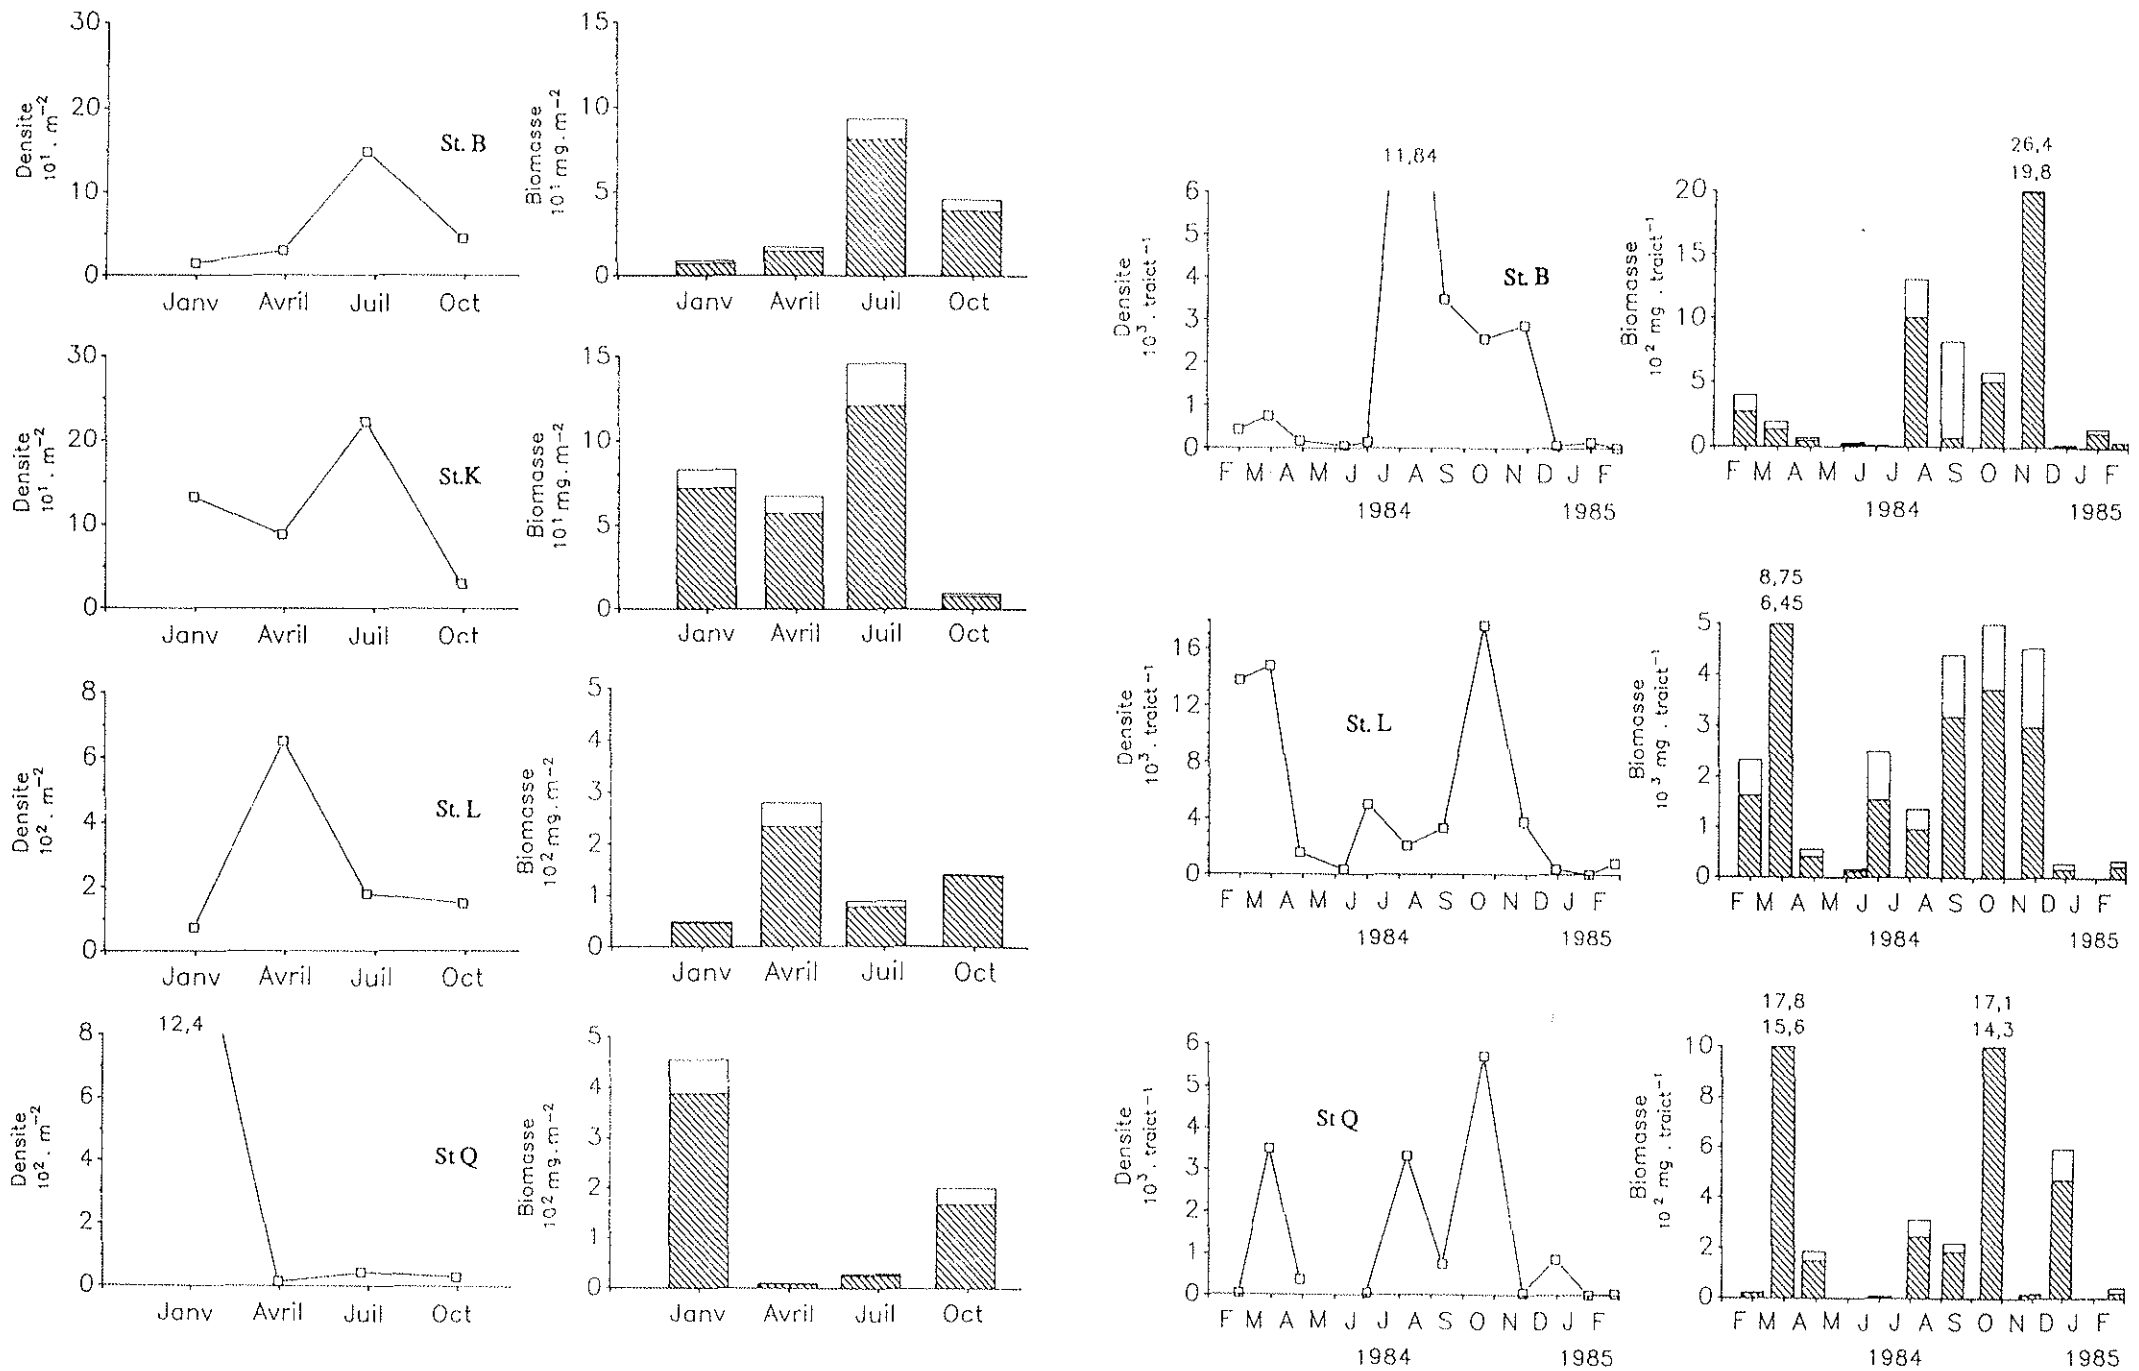 30
20
10
0
Densite
10¹ . m⁻²
St. B
Janv Avril Juil Oct
15
10
5
0
Biomasse
10¹ mg . m⁻²
Janv Avril Juil Oct
30
20
10
0
Densite
10¹ . m⁻²
St.K
Janv Avril Juil Oct
15
10
5
0
Biomasse
10¹ mg . m⁻²
Janv Avril Juil Oct
8
6
4
2
0
Densite
10² . m⁻²
St. L
Janv Avril Juil Oct
5
4
3
2
1
0
Biomasse
10² mg . m⁻²
Janv Avril Juil Oct
12,4
8
6
4
2
0
Densite
10² . m⁻²
St Q
Janv Avril Juil Oct
5
4
3
2
1
0
Biomasse
10² mg . m⁻²
Janv Avril Juil Oct
11,84
6
5
4
3
2
1
0
Densite
10³ . traict⁻¹
St. B
F M A M J J A S O N D J F
1984 1985
26,4
19,8
20
15
10
5
0
Biomasse
10² mg . traict⁻¹
F M A M J A S O N D J F
1984 1985
16
12
8
4
0
Densite
10³ . traict⁻¹
St. L
F M A M J J A S O N D J F
1984 1985
8,75
6,45
5
4
3
2
1
0
Biomasse
10³ mg . traict⁻¹
F M A M J J A S O N D J F
1984 1985
6
5
4
3
2
1
0
Densite
10³ . traict⁻¹
St Q
F M A M J J A S O N D J F
1984 1985
17,8 17,1
15,6 14,3
10
8
6
4
2
0
Biomasse
10² mg . traict⁻¹
F M A M J J A S O N D J F
1984 1985